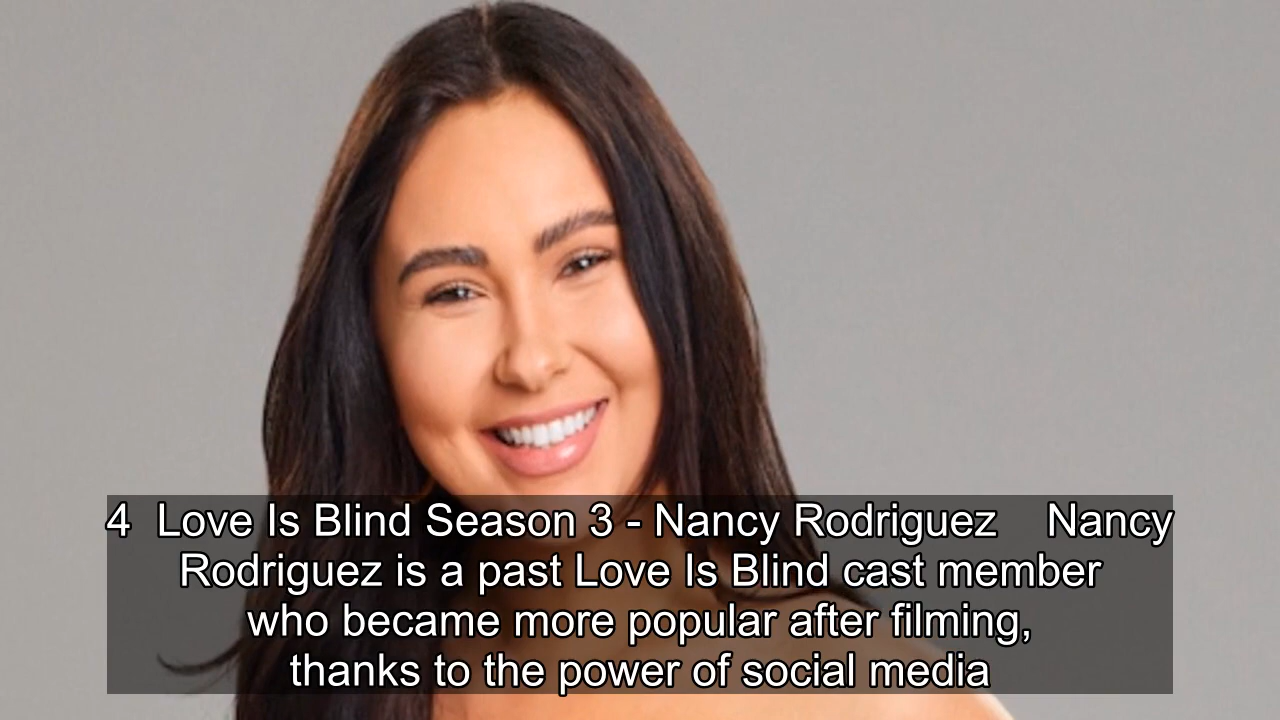 4  Love Is Blind Season 3 - Nancy Rodriguez    Nancy
Rodriguez is a past Love Is Blind cast member
who became more popular after filming,
thanks to the power of social media